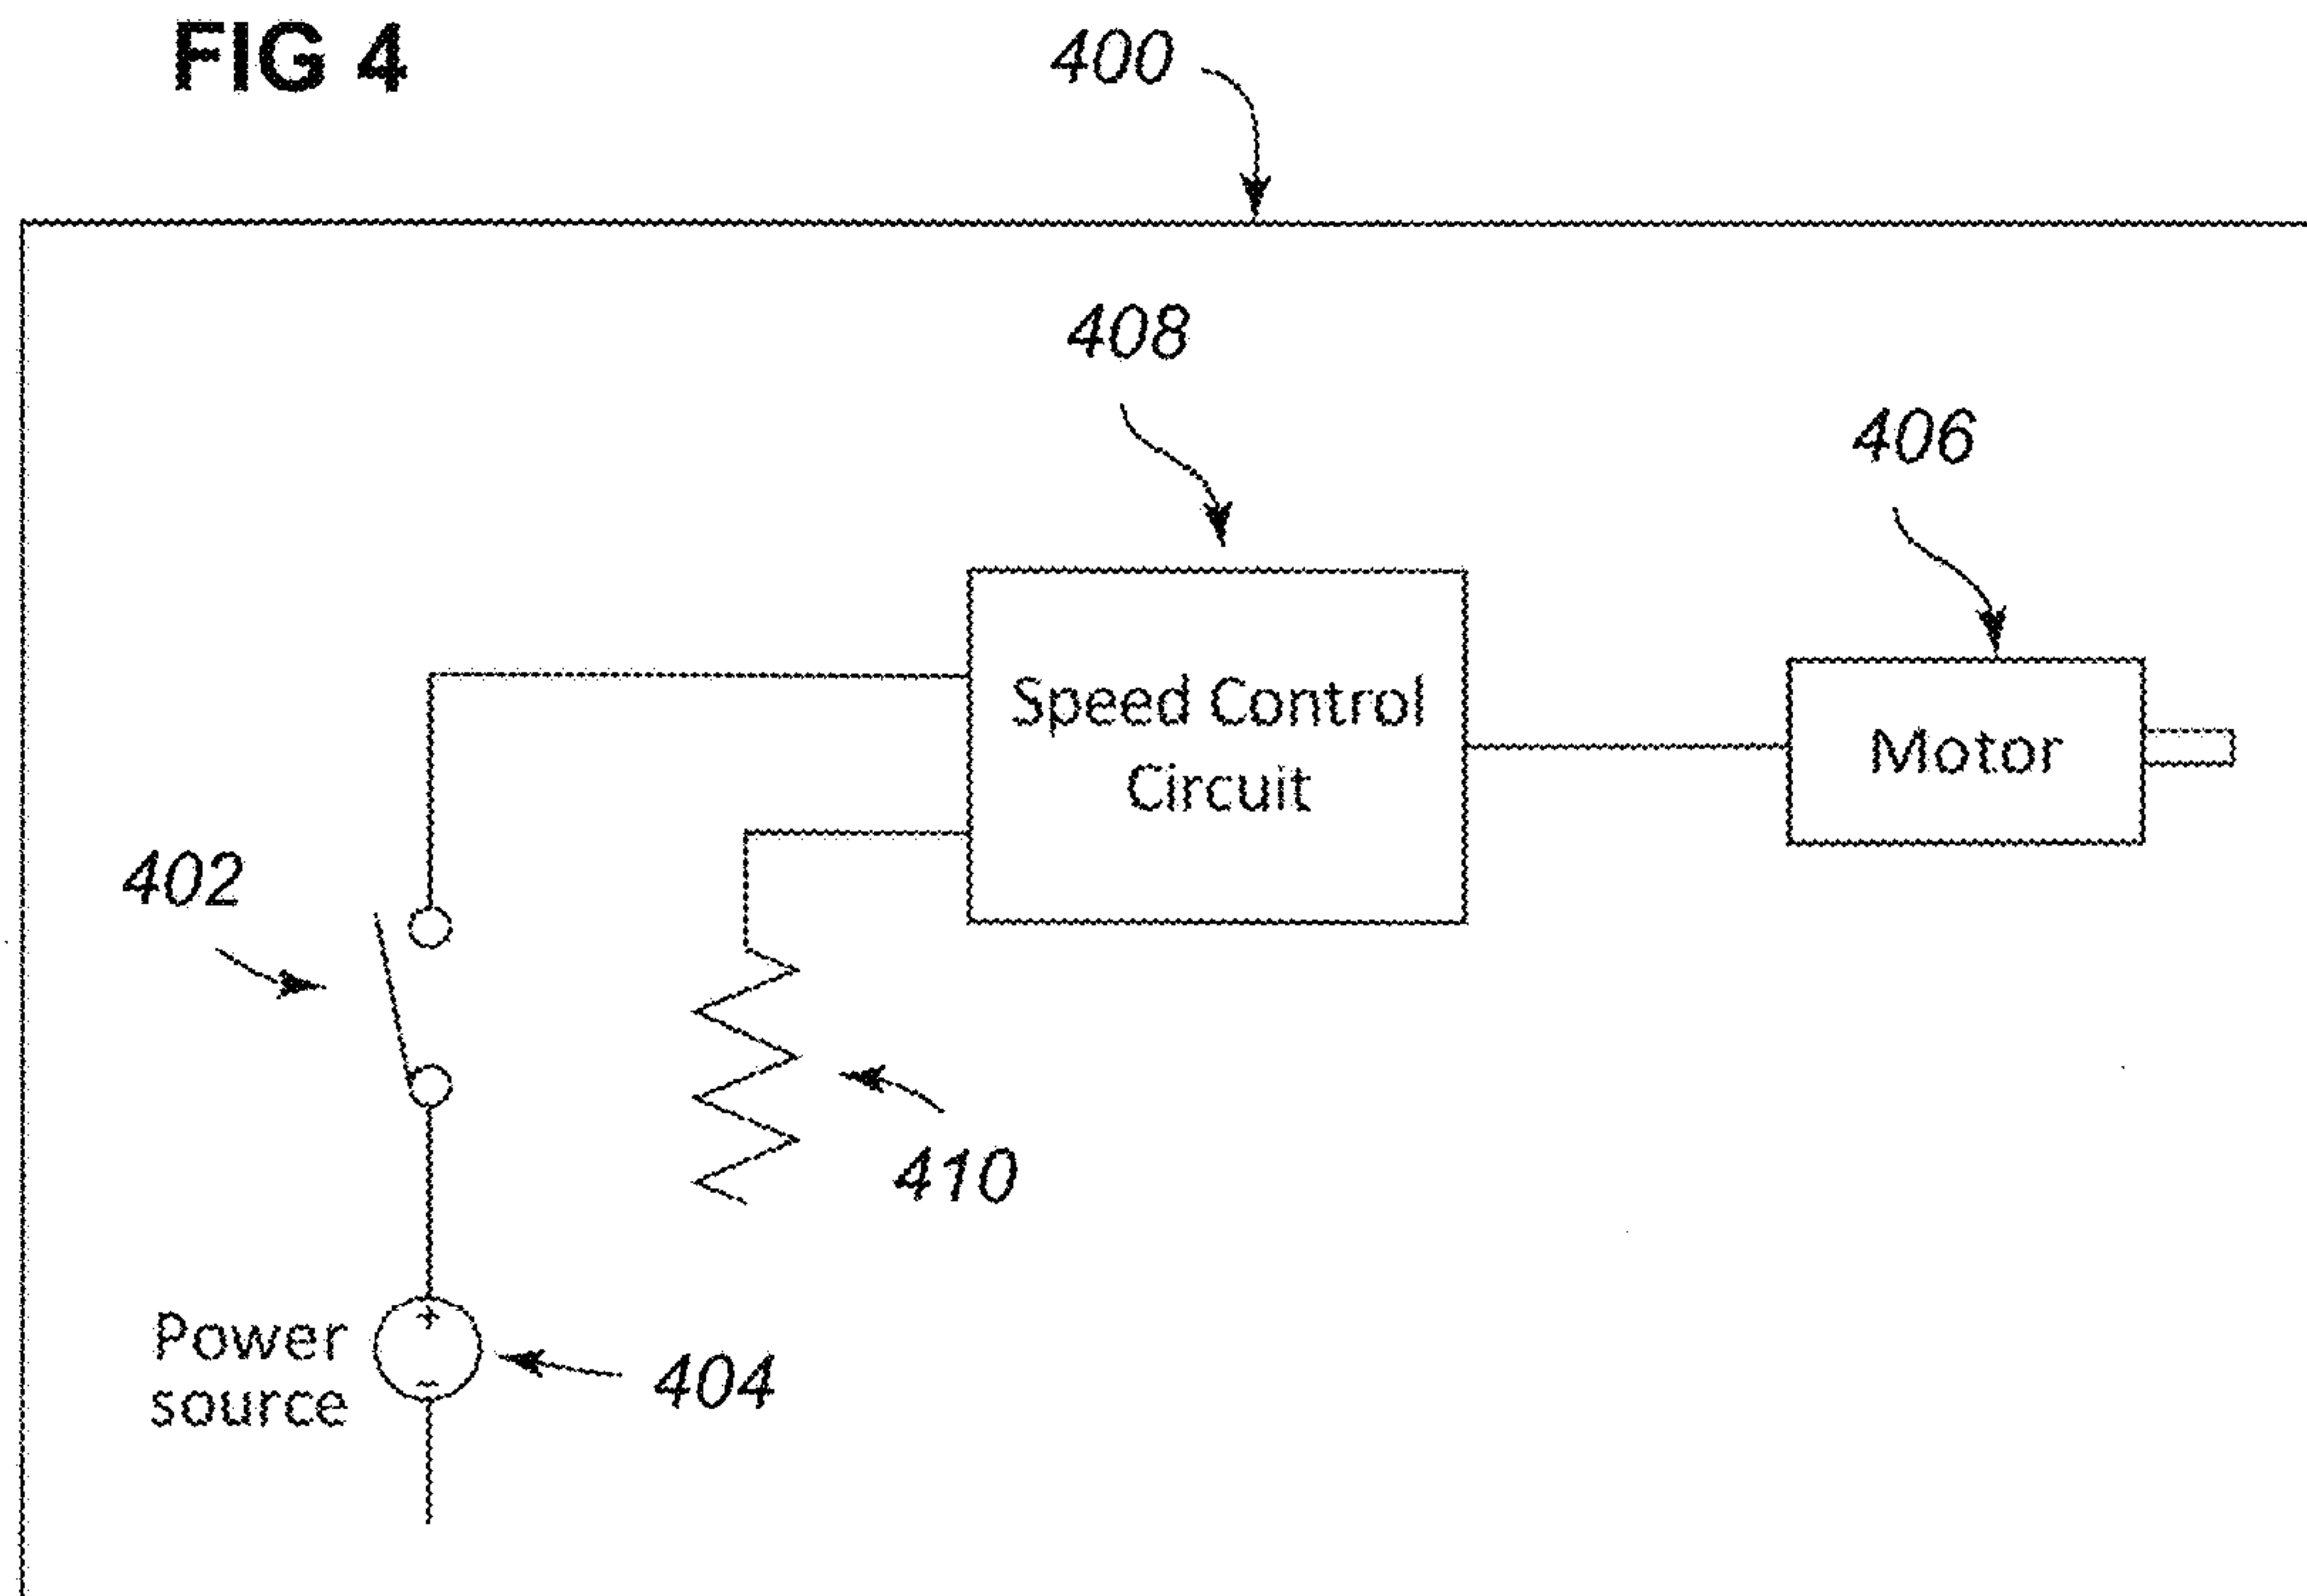 FIG 4
400
408
406
Speed Control
Circuit
Motor
402
410
Power
source
+
−
404